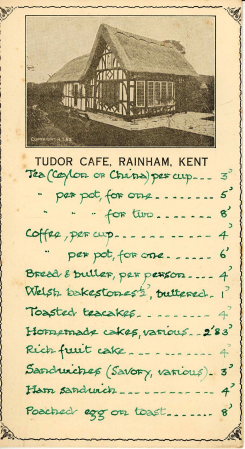 TUDOR CAFE, RAINHAM, KENT
Tea (Ceylon or China) per cup --- 3ᵈ
" per pot, for one ---- 5ᵈ
" " " for two ---- 8ᵈ
Coffee, per cup ---- 4ᵈ
" per pot, for one ---- 6ᵈ
Bread & butter, per person ---- 4ᵈ
Welsh bakestones, buttered 1ᵈ
Toasted teacakes ---- 4ᵈ
Homemade cakes, various -- 2ᵈ&3ᵈ
Rich fruit cake ---- 4ᵈ
Sandwiches (Savory, various) - 3ᵈ
Ham sandwich ---- 4ᵈ
Poached egg on toast ---- 8ᵈ